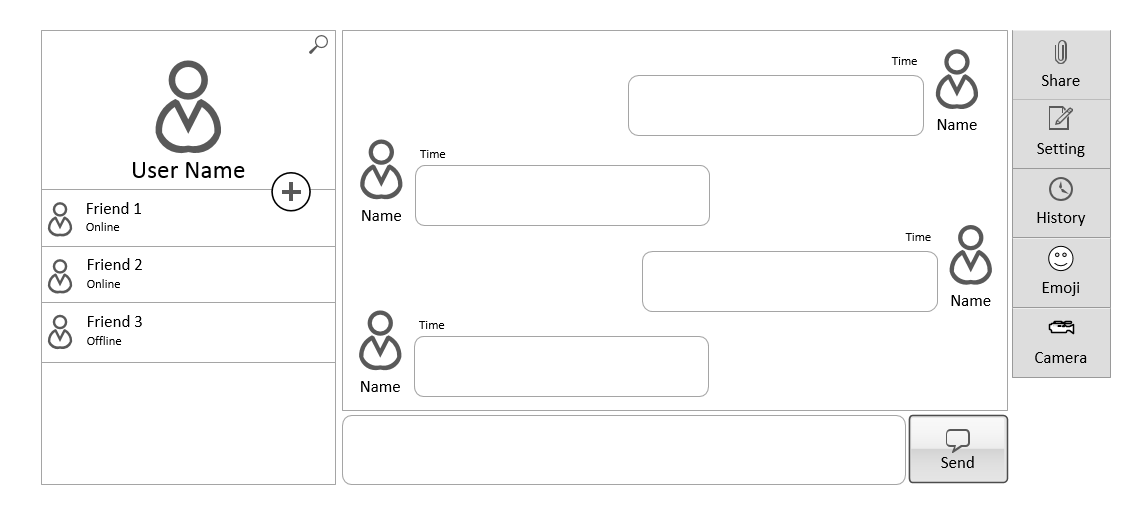 User Name
Friend 1
Online
Friend 2
Online
Friend 3
Offline
Time
Name
Time
Name
Time
Name
Time
Name
Send
Share
Setting
History
Emoji
Camera